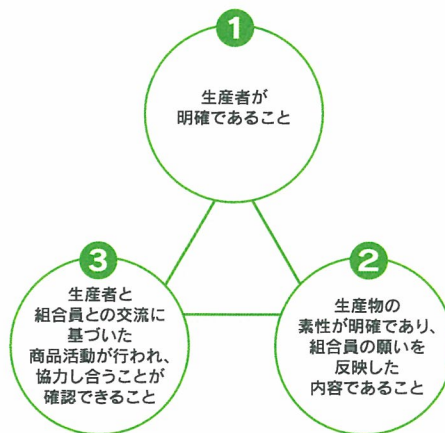 1
生産者が
明確であること
2
生産物の
素性が明確であり、
組合員の願いを
反映した
内容であること
3
生産者と
組合員との交流に
基づいた
商品活動が行われ、
協力し合うことが
確認できること